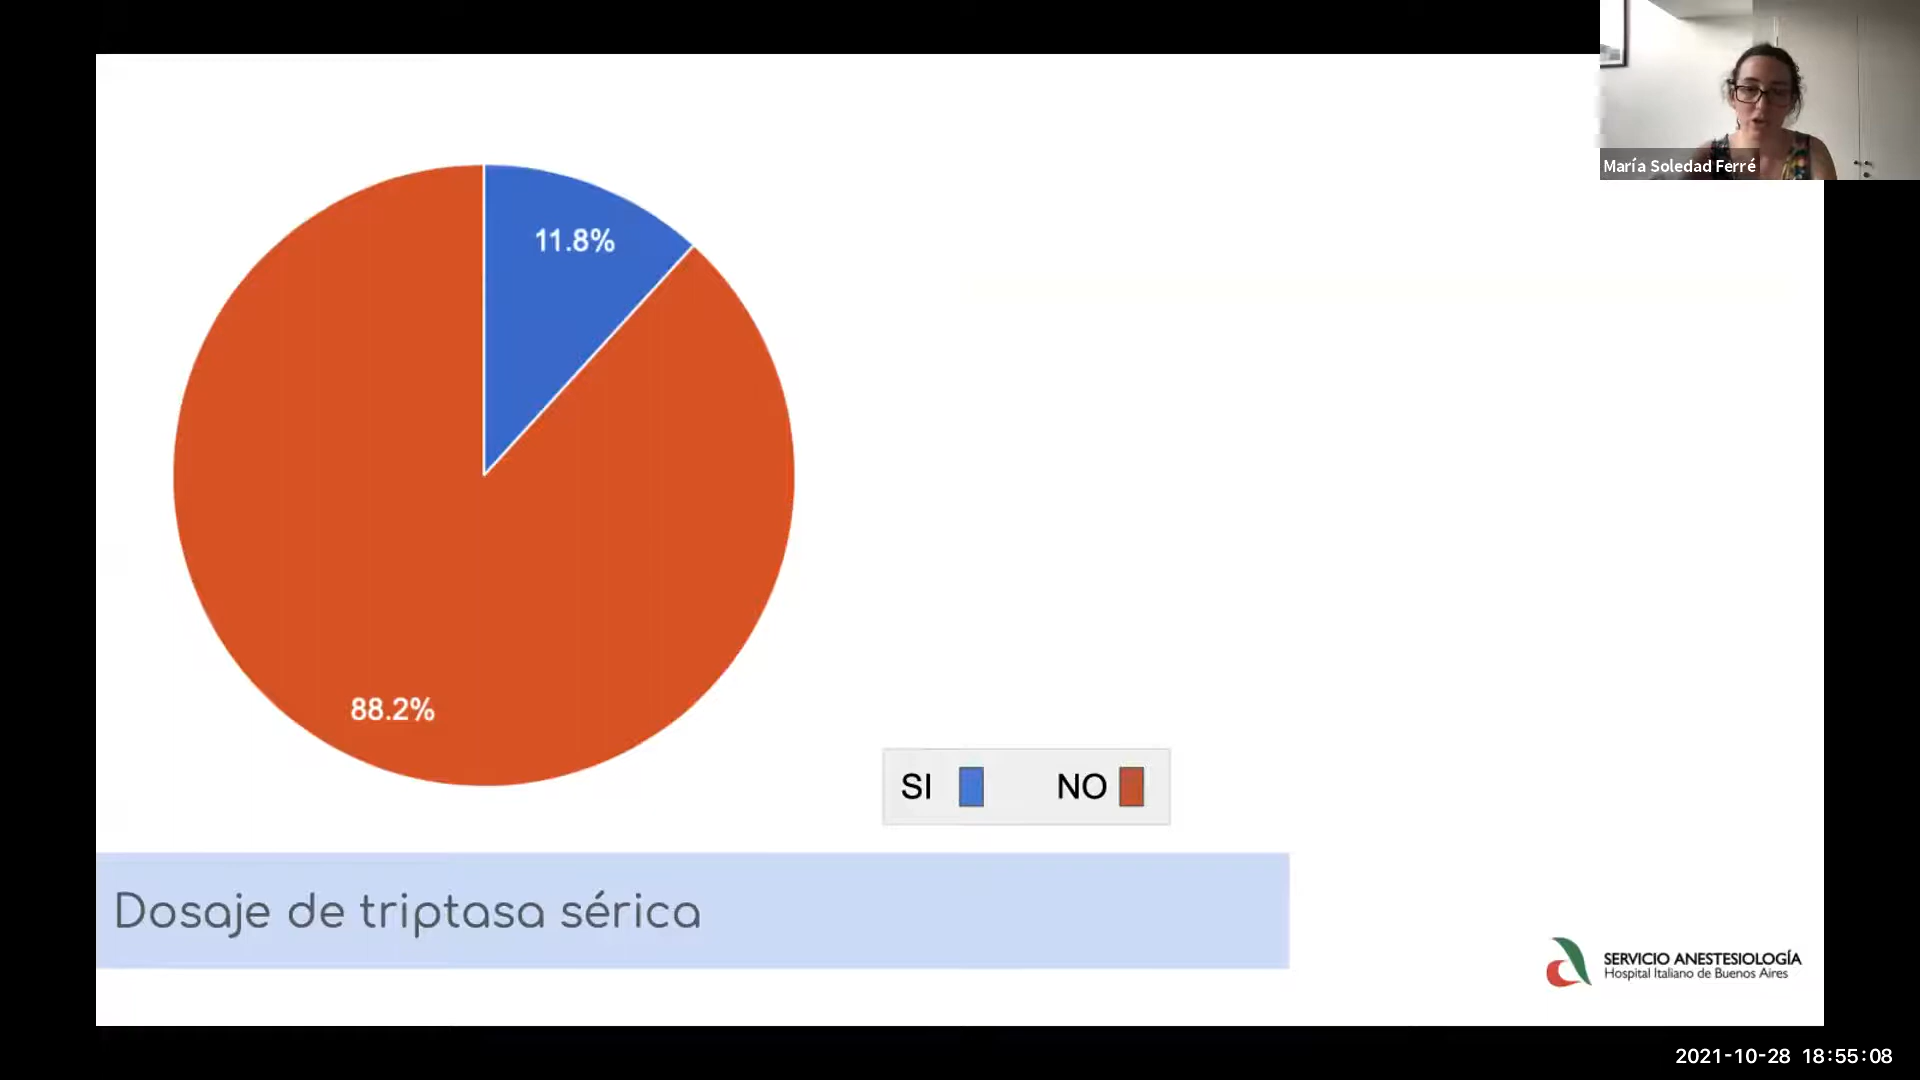 María Soledad Ferré
11.8%
88.2%
SI NO
Dosaje de triptasa sérica
SERVICIO ANESTESIOLOGÍA
Hospital Italiano de Buenos Aires
2021-10-28 18:55:08